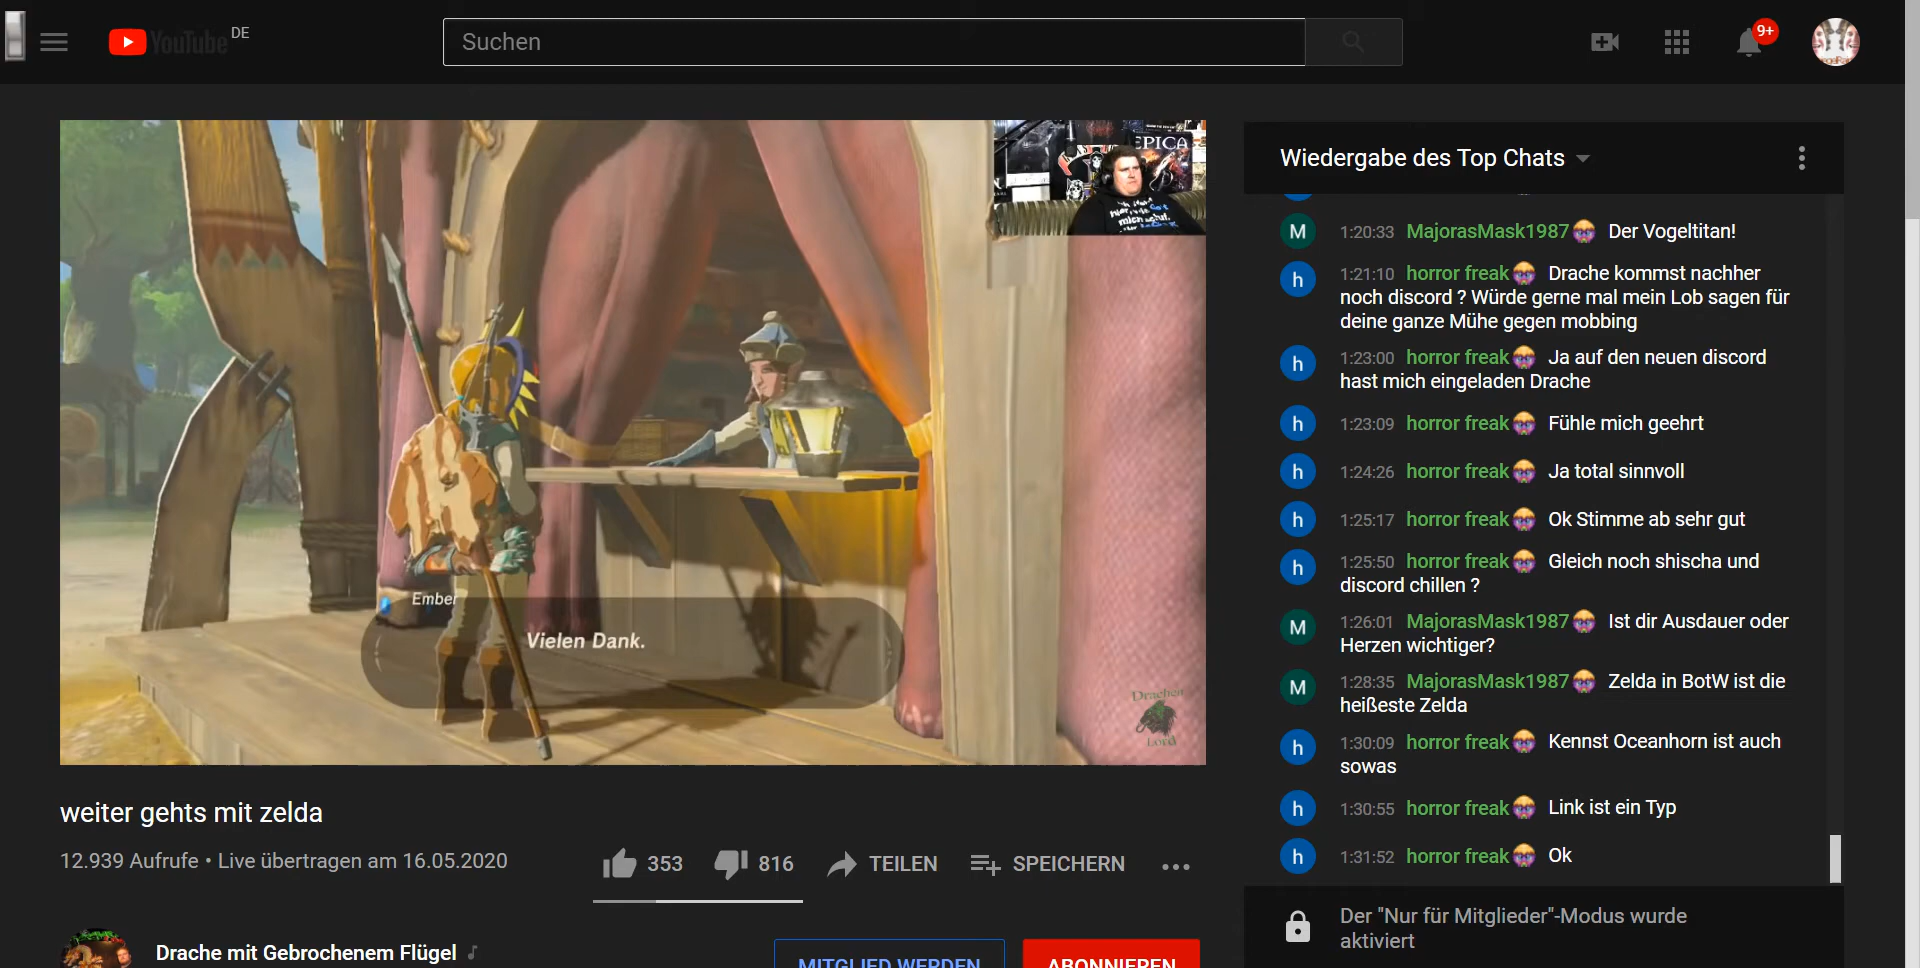 YouTube DE
Suchen
9+
EPICA
Ember
Vielen Dank.
Drachen
Lord
weiter gehts mit zelda
12.939 Aufrufe • Live übertragen am 16.05.2020
353
816
TEILEN
SPEICHERN
Drache mit Gebrochenem Flügel
MITGLIED WERDEN
ABONNIEREN
Wiedergabe des Top Chats
M
1:20:33 MajorasMask1987 Der Vogeltitan!
h
1:21:10 horror freak Drache kommst nachher
noch discord ? Würde gerne mal mein Lob sagen für
deine ganze Mühe gegen mobbing
h
1:23:00 horror freak Ja auf den neuen discord
hast mich eingeladen Drache
h
1:23:09 horror freak Fühle mich geehrt
h
1:24:26 horror freak Ja total sinnvoll
h
1:25:17 horror freak Ok Stimme ab sehr gut
h
1:25:50 horror freak Gleich noch shischa und
discord chillen ?
M
1:26:01 MajorasMask1987 Ist dir Ausdauer oder
Herzen wichtiger?
M
1:28:35 MajorasMask1987 Zelda in BotW ist die
heißeste Zelda
h
1:30:09 horror freak Kennst Oceanhorn ist auch
sowas
h
1:30:55 horror freak Link ist ein Typ
h
1:31:52 horror freak Ok
Der "Nur für Mitglieder"-Modus wurde
aktiviert